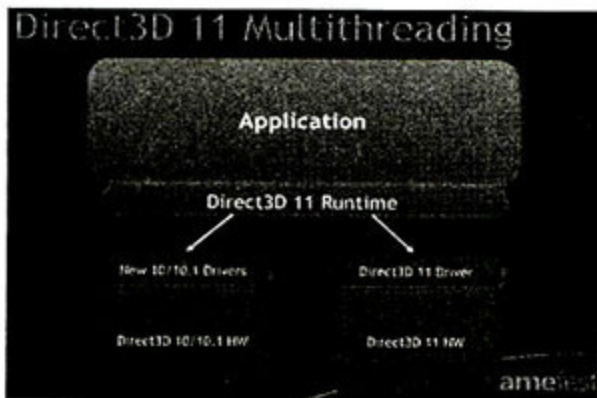 Direct3D 11 Multithreading
Application
Direct3D 11 Runtime
New 10/10.1 Drivers
Direct3D 11 Driver
Direct3D 10/10.1 HW
Direct3D 11 HW
amefest